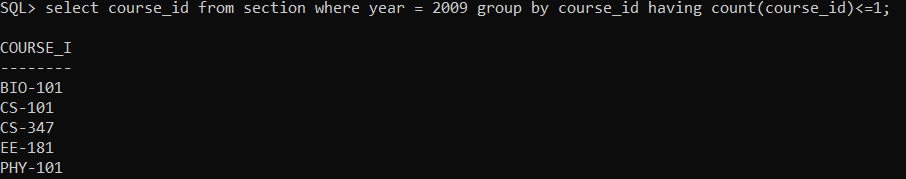 SQL> select course_id from section where year = 2009 group by course_id having count(course_id)<=1;
COURSE_I
--------
BIO-101
CS-101
CS-347
EE-181
PHY-101